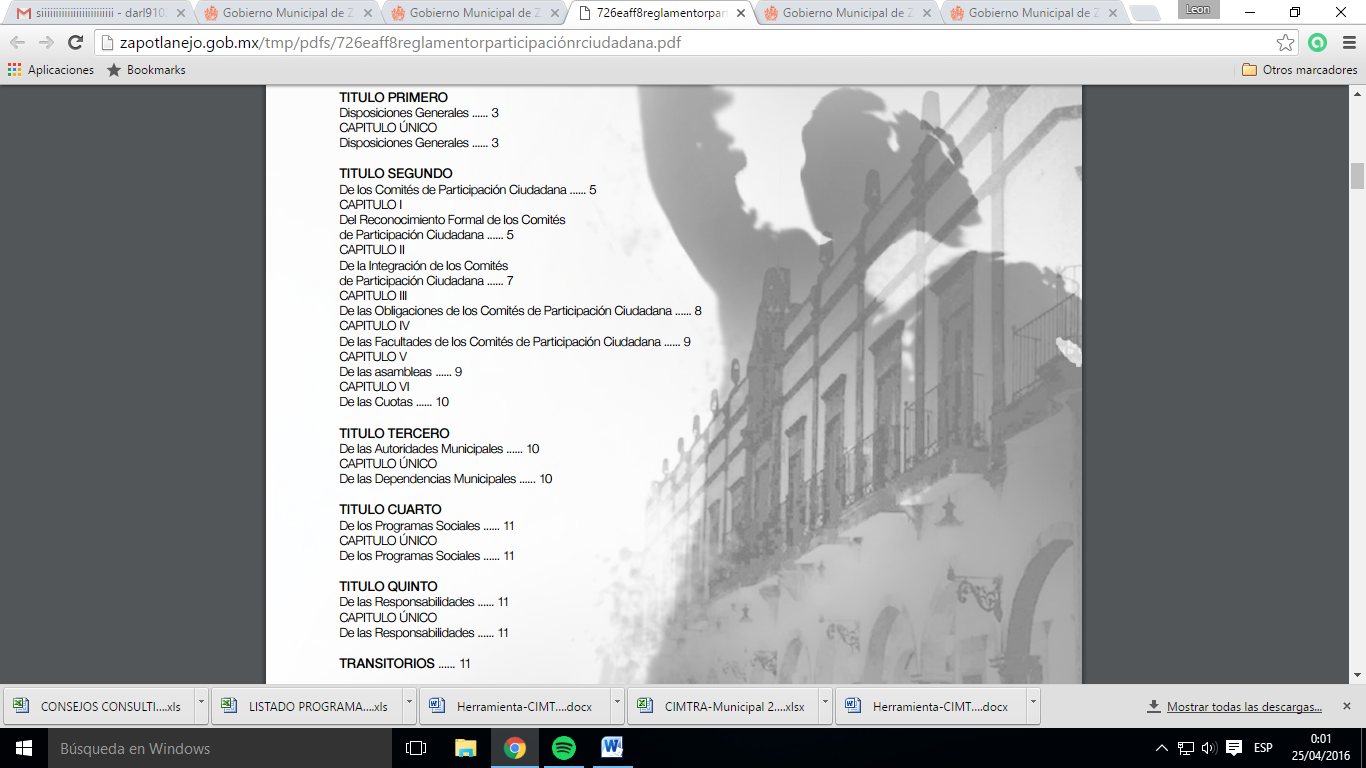 siiiiiiiiiiiiiiiiiiiiiiiiiii - darl910
Gobierno Municipal de Z
Gobierno Municipal de Z
726eaff8reglamentorpar
Gobierno Municipal de Z
Gobierno Municipal de Z
Leon
zapotlanejo.gob.mx/tmp/pdfs/726eaff8reglamentorparticipaciónrciudadana.pdf
Aplicaciones
Bookmarks
Otros marcadores
TITULO PRIMERO
Disposiciones Generales ...... 3
CAPITULO ÚNICO
Disposiciones Generales ...... 3
TITULO SEGUNDO
De los Comités de Participación Ciudadana ...... 5
CAPITULO I
Del Reconocimiento Formal de los Comités
de Participación Ciudadana ...... 5
CAPITULO II
De la Integración de los Comités
de Participación Ciudadana ...... 7
CAPITULO III
De las Obligaciones de los Comités de Participación Ciudadana ...... 8
CAPITULO IV
De las Facultades de los Comités de Participación Ciudadana ...... 9
CAPITULO V
De las asambleas ...... 9
CAPITULO VI
De las Cuotas ...... 10
TITULO TERCERO
De las Autoridades Municipales ...... 10
CAPITULO ÚNICO
De las Dependencias Municipales ...... 10
TITULO CUARTO
De los Programas Sociales ...... 11
CAPITULO ÚNICO
De los Programas Sociales ...... 11
TITULO QUINTO
De las Responsabilidades ...... 11
CAPITULO ÚNICO
De las Responsabilidades ...... 11
TRANSITORIOS ...... 11
CONSEJOS CONSULTI....xls
LISTADO PROGRAMA....xls
Herramienta-CIMT....docx
CIMTRA-Municipal 2....xlsx
Herramienta-CIMT....docx
Mostrar todas las descargas...
Búsqueda en Windows
ESP
0:01
25/04/2016